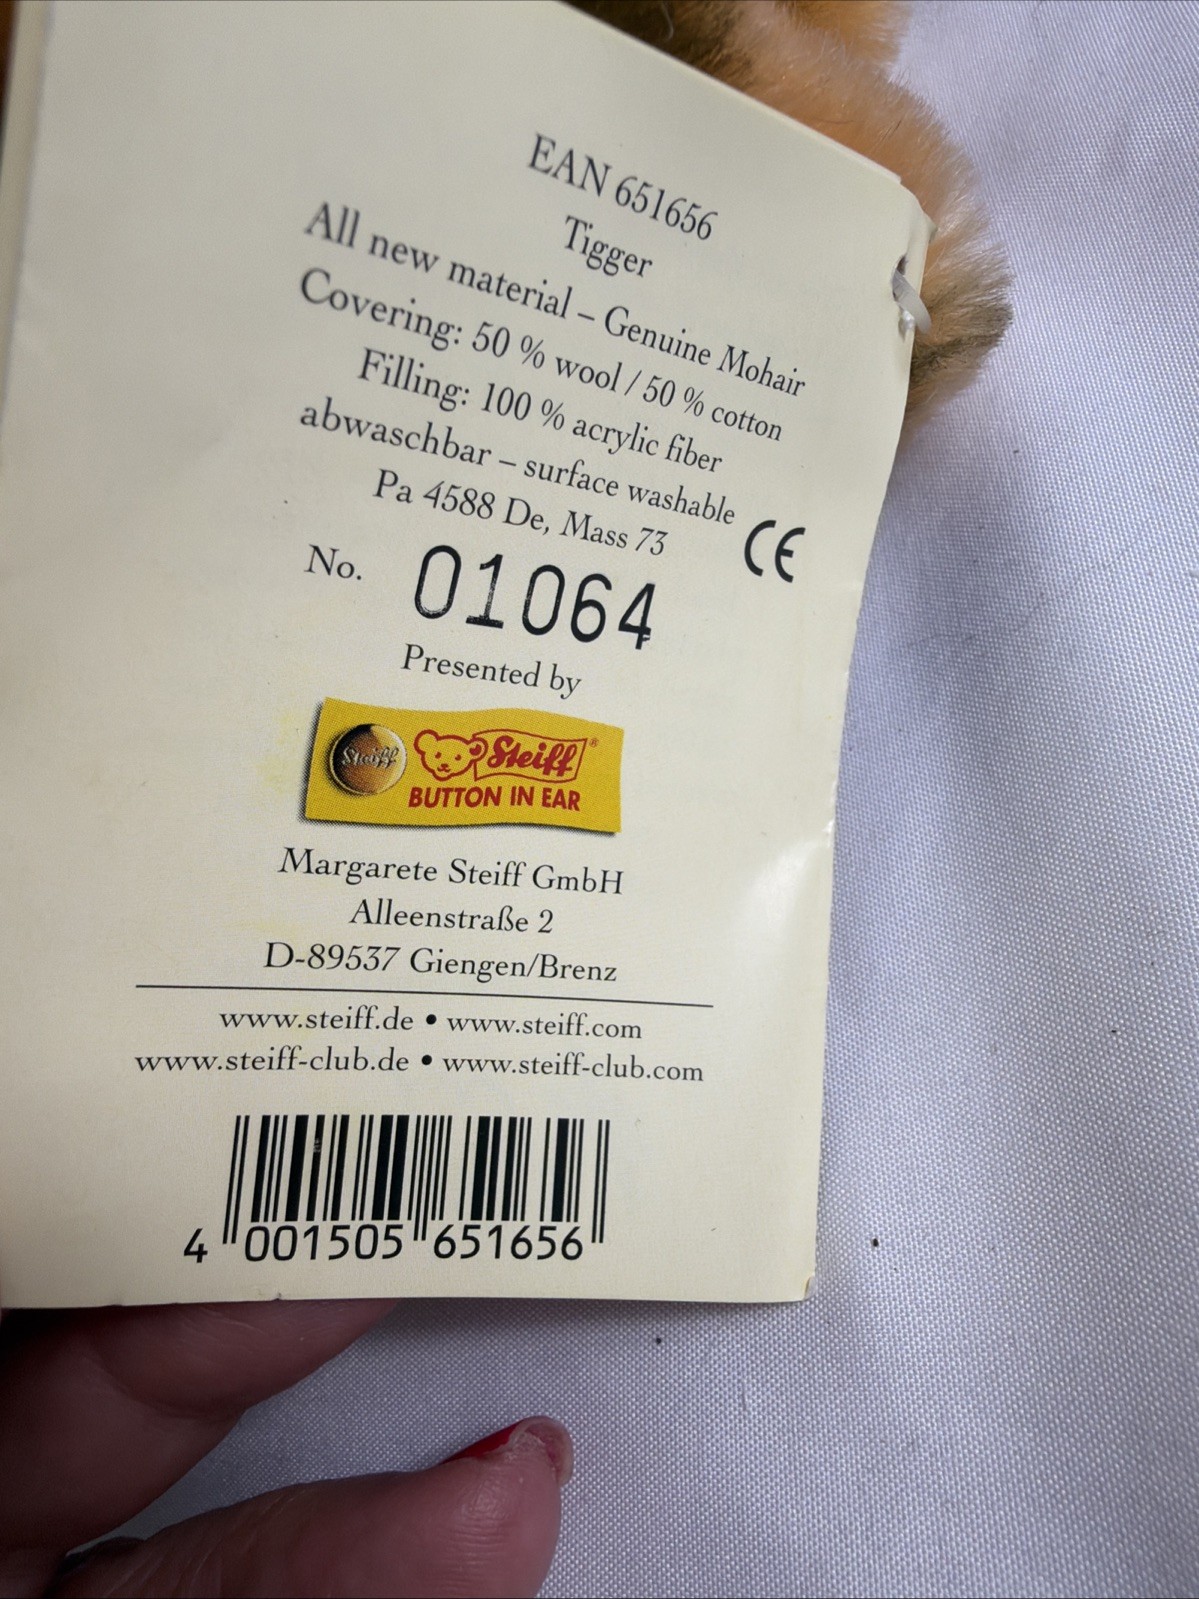 EAN 651656
Tigger
All new material – Genuine Mohair
Covering: 50 % wool / 50 % cotton
Filling: 100 % acrylic fiber
abwaschbar – surface washable
Pa 4588 De, Mass 73
CE
No. 01064
Presented by
Steiff
Steiff®
BUTTON IN EAR
Margarete Steiff GmbH
Alleenstraße 2
D-89537 Giengen/Brenz
www.steiff.de • www.steiff.com
www.steiff-club.de • www.steiff-club.com
4 001505 651656